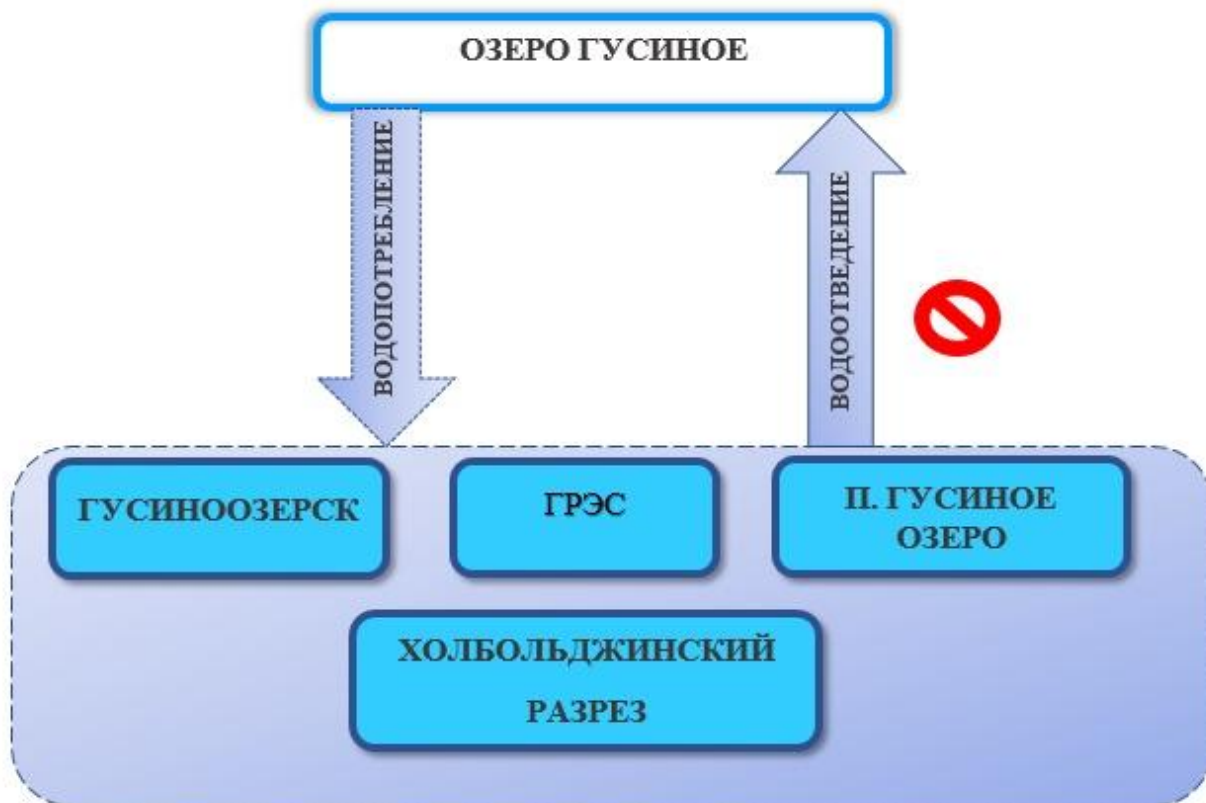 ОЗЕРО ГУСИНОЕ
ВОДОПОТРЕБЛЕНИЕ
ВОДООТВЕДЕНИЕ
ГУСИНООЗЕРСК
ГРЭС
П. ГУСИНОЕ
ОЗЕРО
ХОЛБОЛЬДЖИНСКИЙ
РАЗРЕЗ